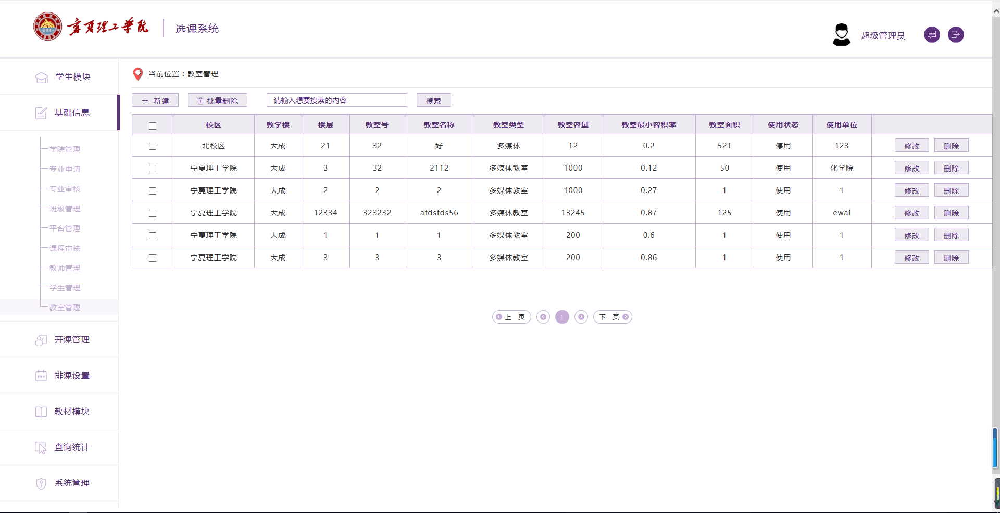 宁夏理工学院 选课系统
超级管理员
学生模块
基础信息
学院管理
专业申请
专业审核
班级管理
平台管理
课程审核
教师管理
学生管理
教室管理
开课管理
排课设置
教材模块
查询统计
系统管理
当前位置：教室管理
新建 批量删除 请输入想要搜索的内容 搜索
校区 教学楼 楼层 教室号 教室名称 教室类型 教室容量 教室最小容积率 教室面积 使用状态 使用单位
北校区 大成 21 32 好 多媒体 12 0.2 521 停用 123 修改 删除
宁夏理工学院 大成 3 32 2112 多媒体教室 1000 0.12 50 使用 化学院 修改 删除
宁夏理工学院 大成 2 2 2 多媒体教室 1000 0.27 1 使用 1 修改 删除
宁夏理工学院 大成 12334 323232 afdsfds56 多媒体教室 13245 0.87 125 使用 ewai 修改 删除
宁夏理工学院 大成 1 1 1 多媒体教室 200 0.6 1 使用 1 修改 删除
宁夏理工学院 大成 3 3 3 多媒体教室 200 0.86 1 使用 1 修改 删除
上一页 1 下一页